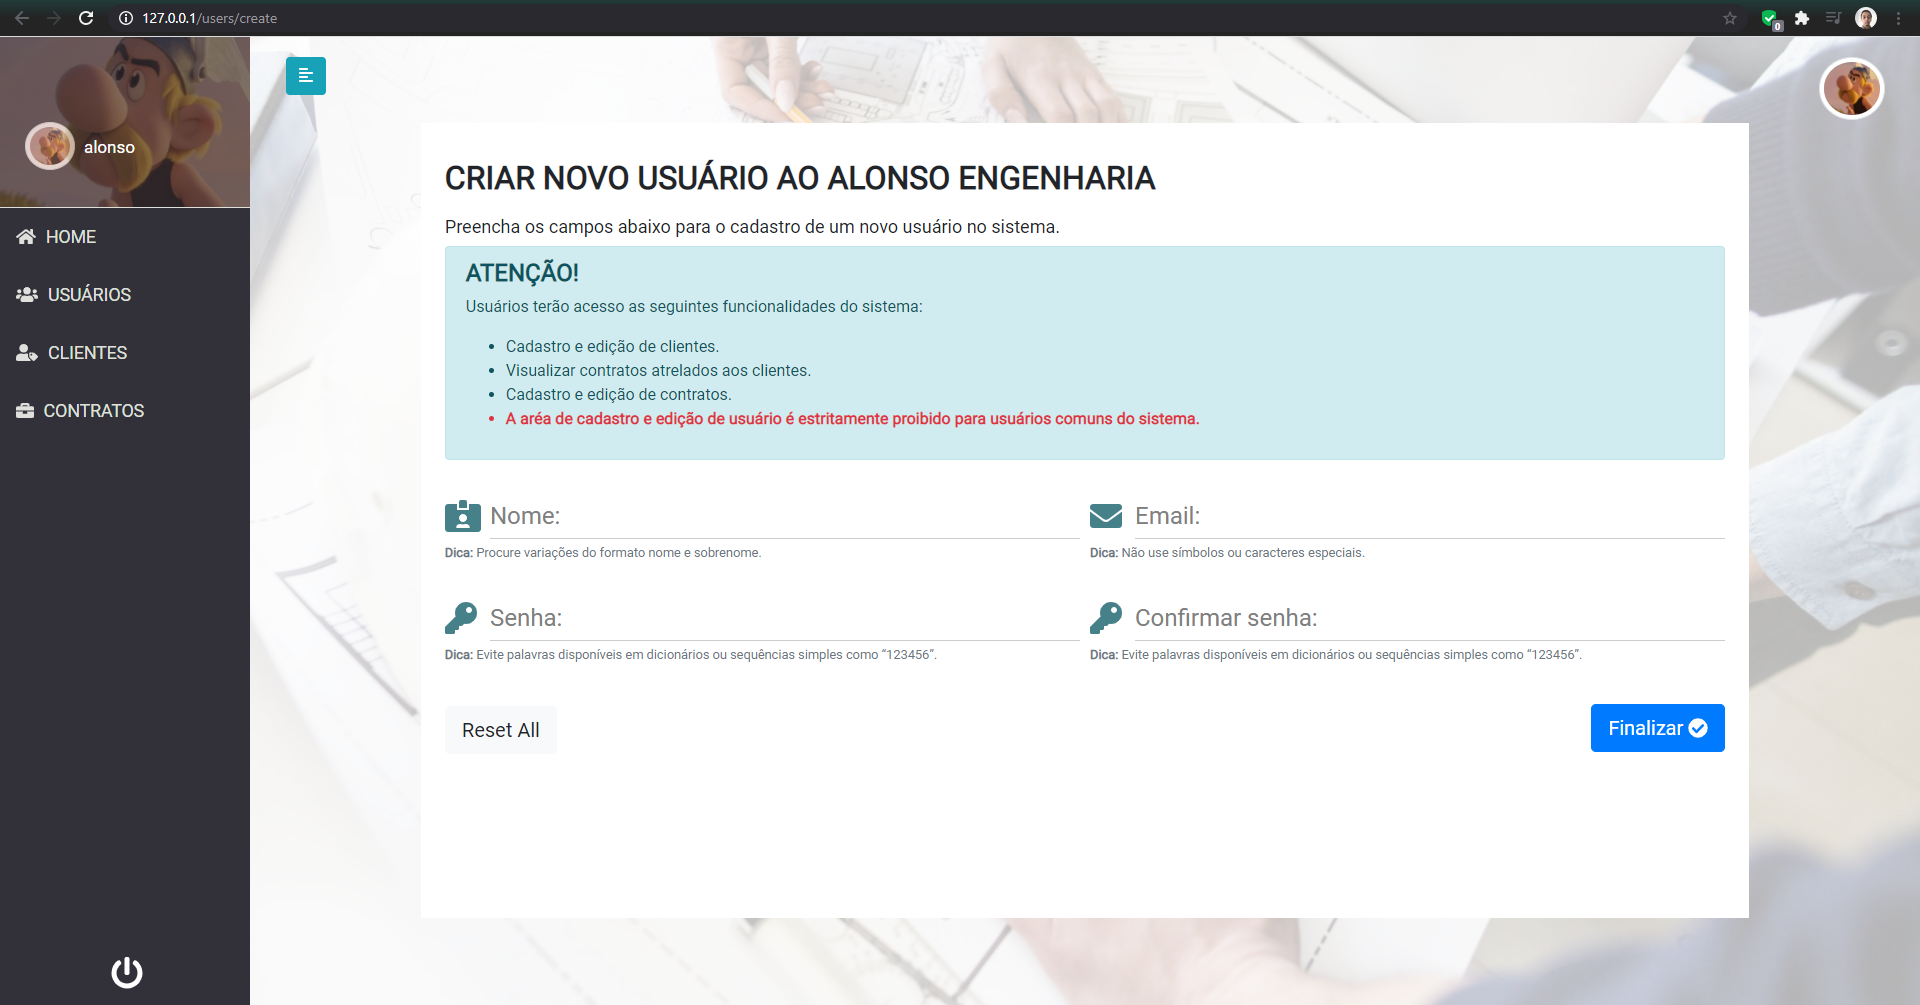 127.0.0.1/users/create
0
alonso
HOME
USUÁRIOS
CLIENTES
CONTRATOS
CRIAR NOVO USUÁRIO AO ALONSO ENGENHARIA
Preencha os campos abaixo para o cadastro de um novo usuário no sistema.
ATENÇÃO!
Usuários terão acesso as seguintes funcionalidades do sistema:
• Cadastro e edição de clientes.
• Visualizar contratos atrelados aos clientes.
• Cadastro e edição de contratos.
• A aréa de cadastro e edição de usuário é estritamente proibido para usuários comuns do sistema.
Nome:
Email:
Dica: Procure variações do formato nome e sobrenome.
Dica: Não use símbolos ou caracteres especiais.
Senha:
Confirmar senha:
Dica: Evite palavras disponíveis em dicionários ou sequências simples como “123456”.
Dica: Evite palavras disponíveis em dicionários ou sequências simples como “123456”.
Reset All
Finalizar